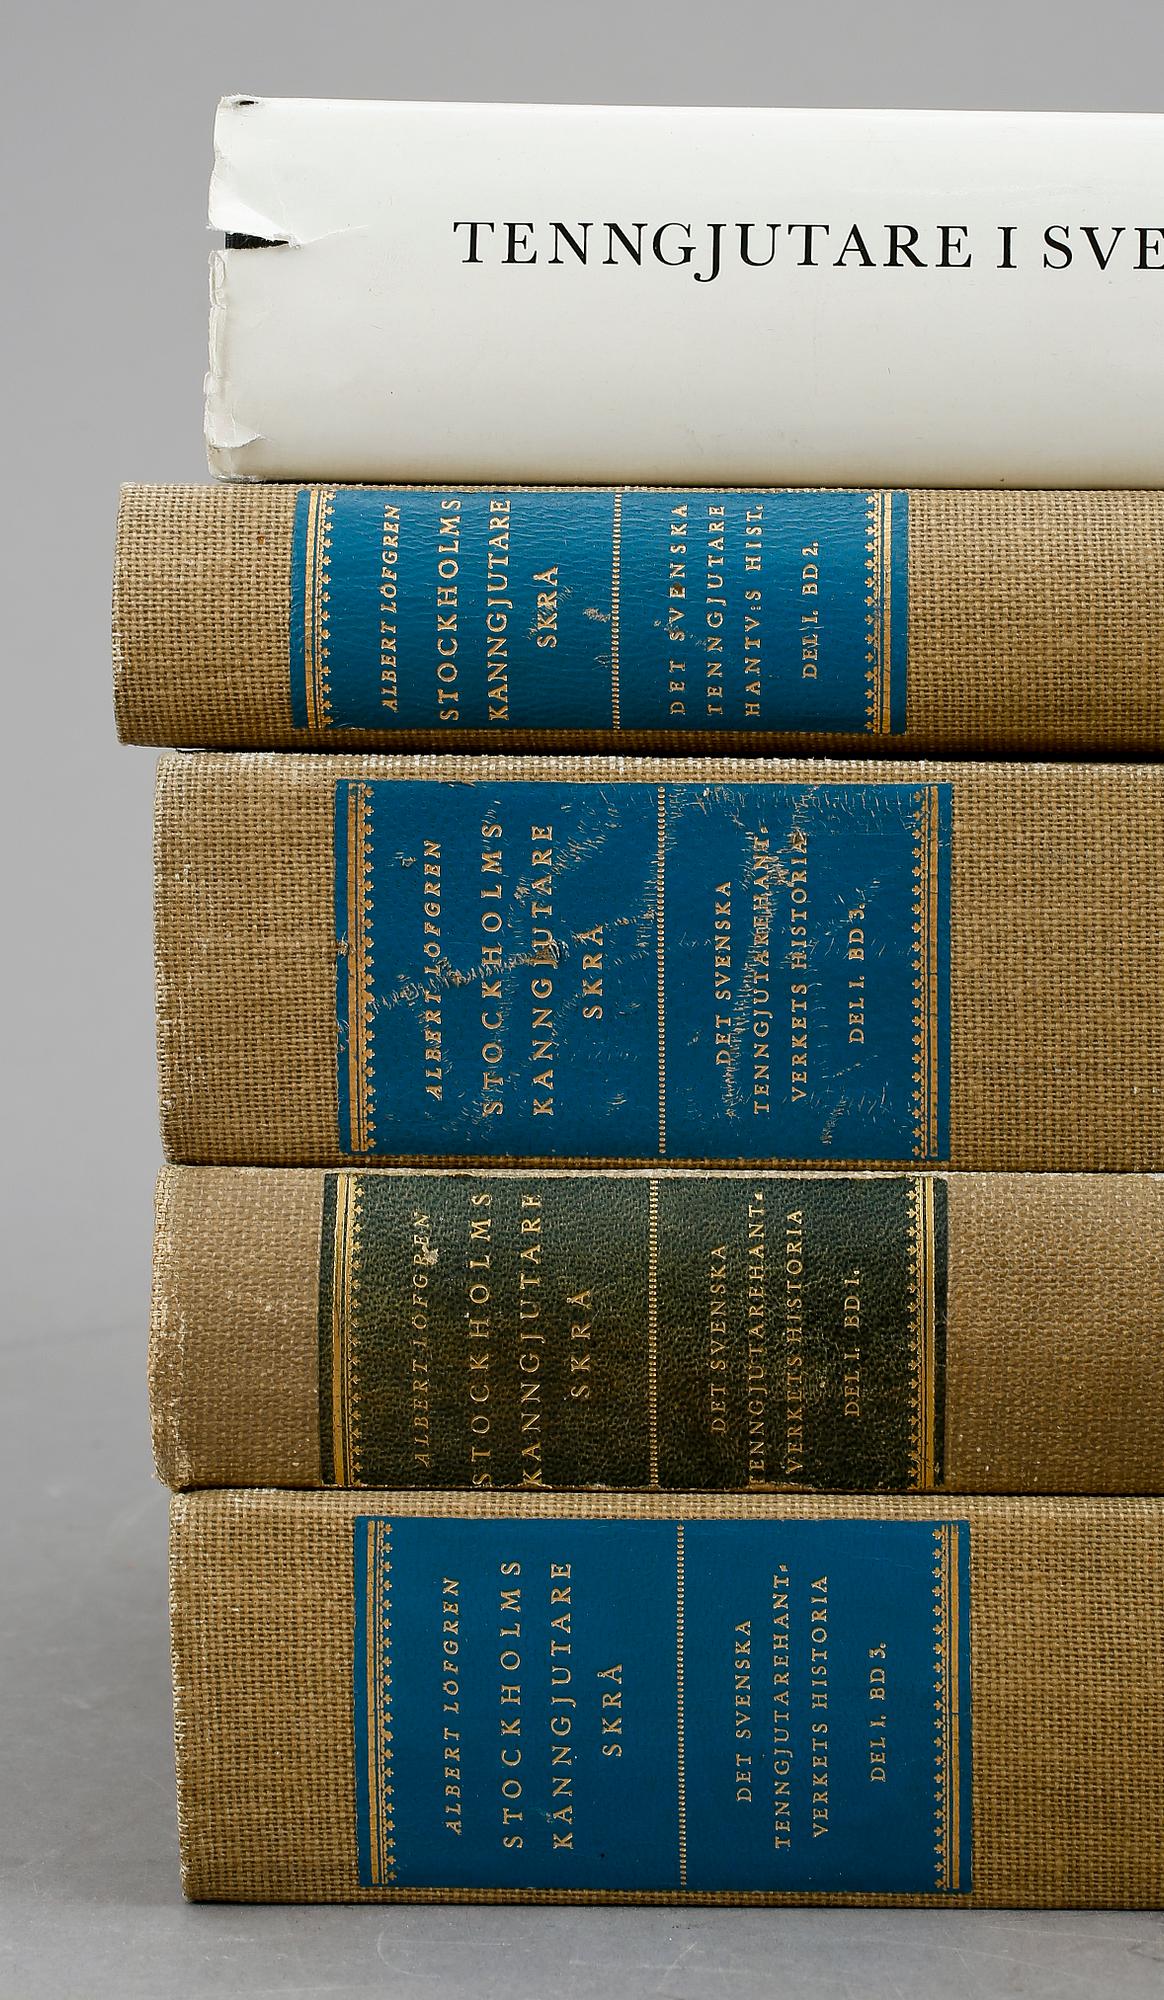 TENNGJUTARE I SVE
ALBERT LÖFGREN
STOCKHOLMS
KANNGJUTARE
SKRÅ
DET SVENSKA
TENNGJUTARE
HANTV:S HIST.
DEL I. BD 2.
ALBERT LÖFGREN
STOCKHOLMS
KANNGJUTARE
SKRÅ
DET SVENSKA
TENNGJUTAREHANT-
VERKETS HISTORIA
DEL I. BD 3.
ALBERT LÖFGREN
STOCKHOLMS
KANNGJUTARE
SKRÅ
DET SVENSKA
TENNGJUTAREHANT-
VERKETS HISTORIA
DEL I. BD 1.
ALBERT LÖFGREN
STOCKHOLMS
KANNGJUTARE
SKRÅ
DET SVENSKA
TENNGJUTAREHANT-
VERKETS HISTORIA
DEL I. BD 3.